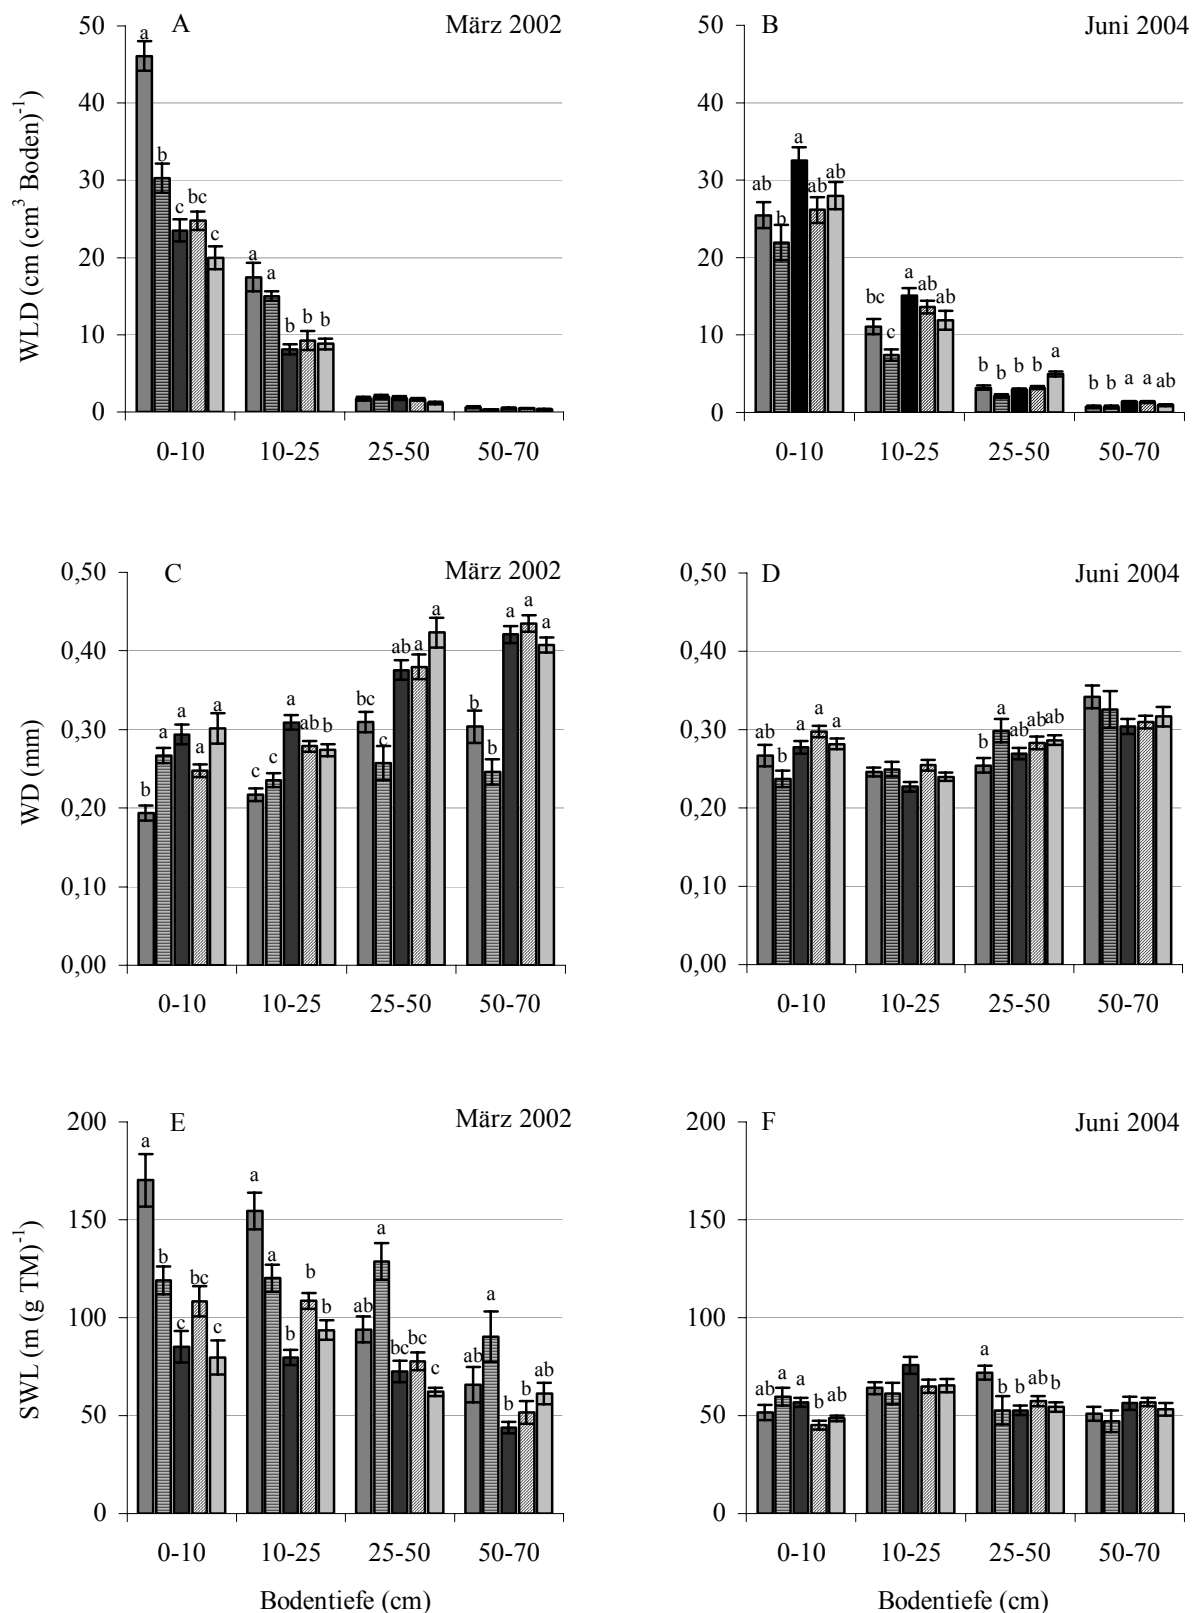 A
März 2002
WLD (cm (cm³ Boden)⁻¹)
50
40
30
20
10
0
a
b
c
bc
c
a
a
b
b
b
0-10
10-25
25-50
50-70
B
Juni 2004
50
40
30
20
10
0
ab
b
a
ab
ab
bc
c
a
ab
ab
b
b
b
b
a
b
b
a
a
ab
0-10
10-25
25-50
50-70
C
März 2002
WD (mm)
0,50
0,40
0,30
0,20
0,10
0,00
b
a
a
a
a
c
c
a
ab
b
bc
c
ab
a
a
b
b
a
a
a
0-10
10-25
25-50
50-70
D
Juni 2004
0,50
0,40
0,30
0,20
0,10
0,00
ab
b
a
a
a
b
a
ab
ab
ab
0-10
10-25
25-50
50-70
E
März 2002
SWL (m (g TM)⁻¹
200
150
100
50
0
a
b
c
bc
c
a
a
b
b
b
ab
a
bc
bc
c
ab
a
b
b
ab
0-10
10-25
25-50
50-70
Bodentiefe (cm)
F
Juni 2004
200
150
100
50
0
ab
a
a
b
ab
a
b
b
ab
b
0-10
10-25
25-50
50-70
Bodentiefe (cm)